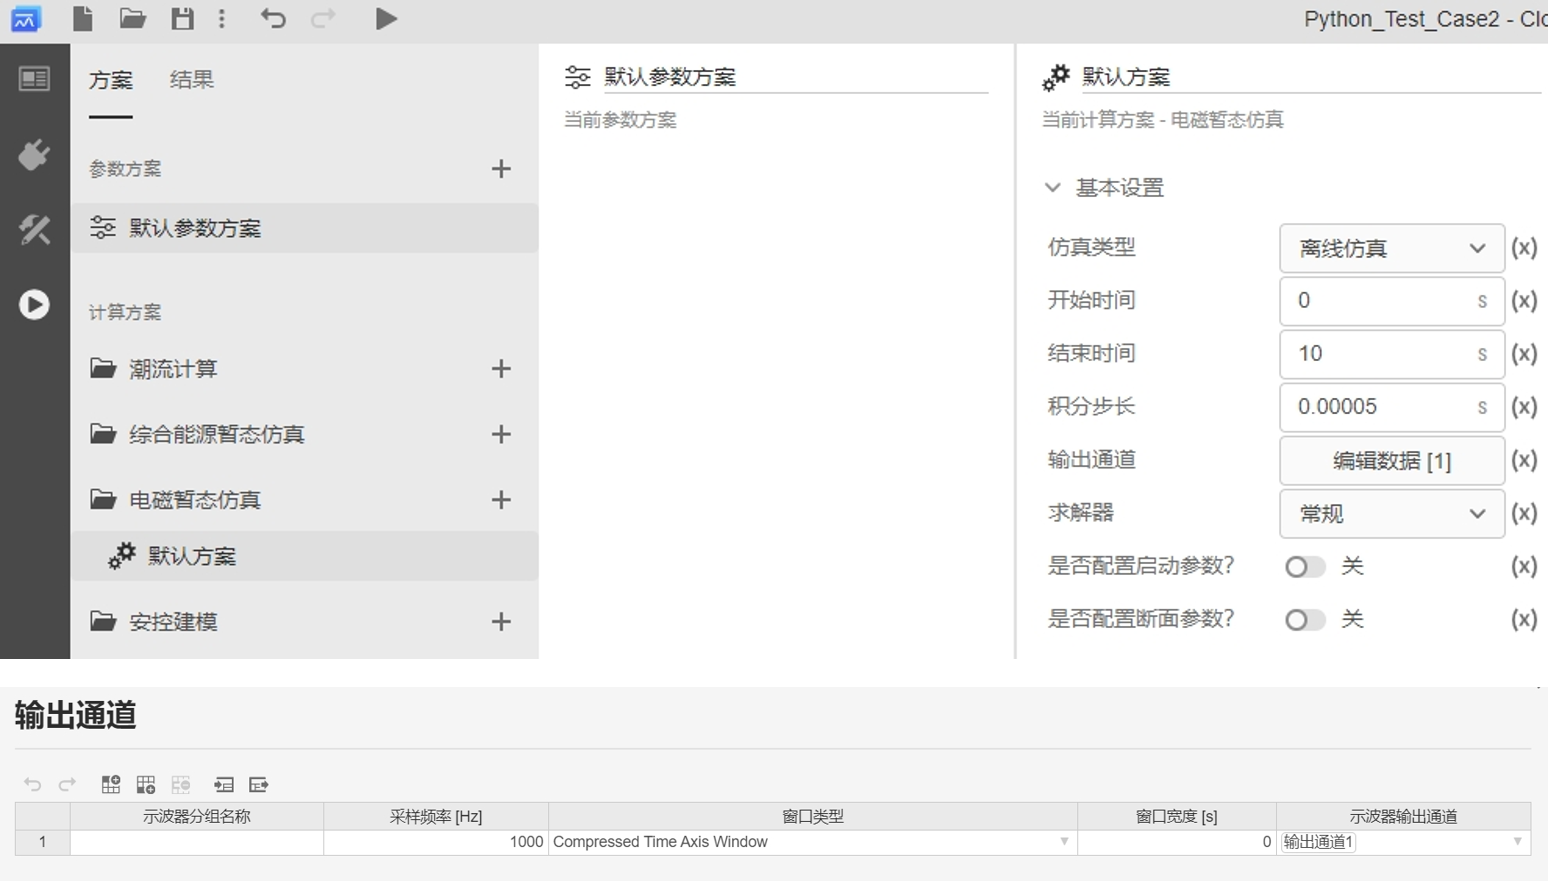 Python_Test_Case2 - Clo
方案 结果
参数方案
默认参数方案
计算方案
潮流计算
综合能源暂态仿真
电磁暂态仿真
默认方案
安控建模
默认参数方案
当前参数方案
默认方案
当前计算方案 - 电磁暂态仿真
基本设置
仿真类型 离线仿真 (x)
开始时间 0 s (x)
结束时间 10 s (x)
积分步长 0.00005 s (x)
输出通道 编辑数据 [1] (x)
求解器 常规 (x)
是否配置启动参数? 关 (x)
是否配置断面参数? 关 (x)
输出通道
示波器分组名称 采样频率 [Hz] 窗口类型 窗口宽度 [s] 示波器输出通道
1 1000 Compressed Time Axis Window 0 输出通道1